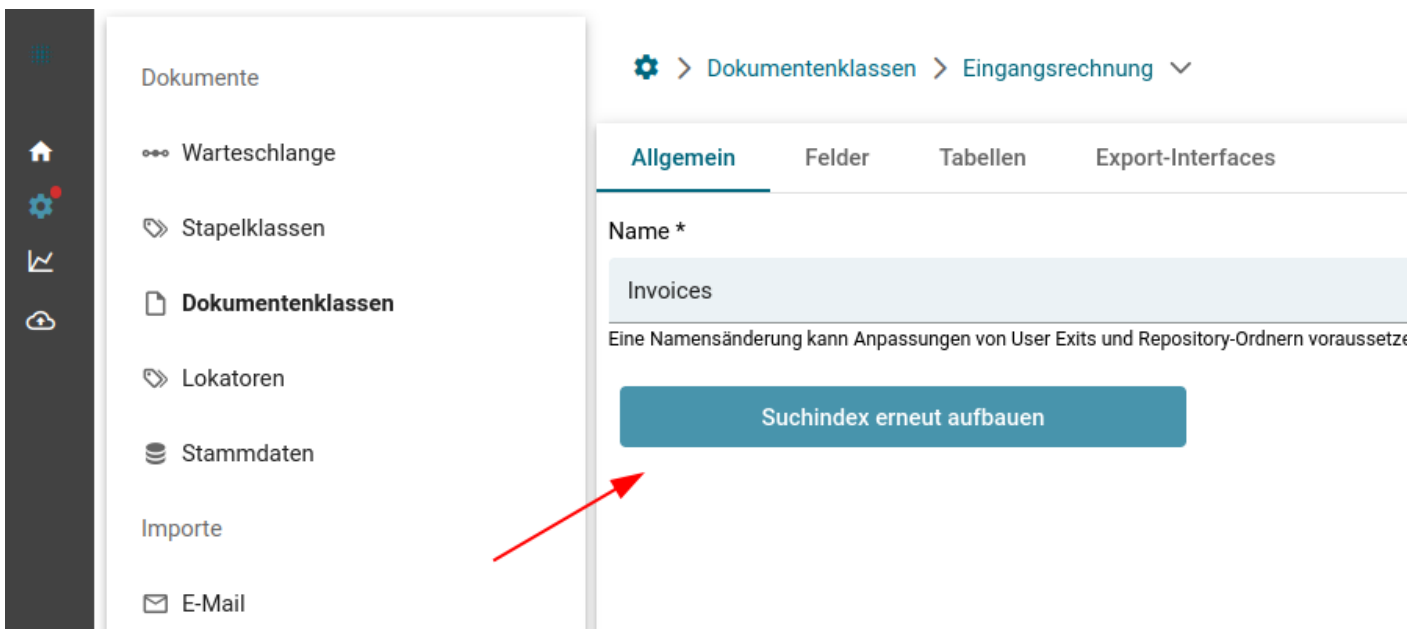 Dokumente
Warteschlange
Stapelklassen
Dokumentenklassen
Lokatoren
Stammdaten
Importe
E-Mail
Dokumentenklassen > Eingangsrechnung
Allgemein Felder Tabellen Export-Interfaces
Name *
Invoices
Eine Namensänderung kann Anpassungen von User Exits und Repository-Ordnern voraussetze
Suchindex erneut aufbauen